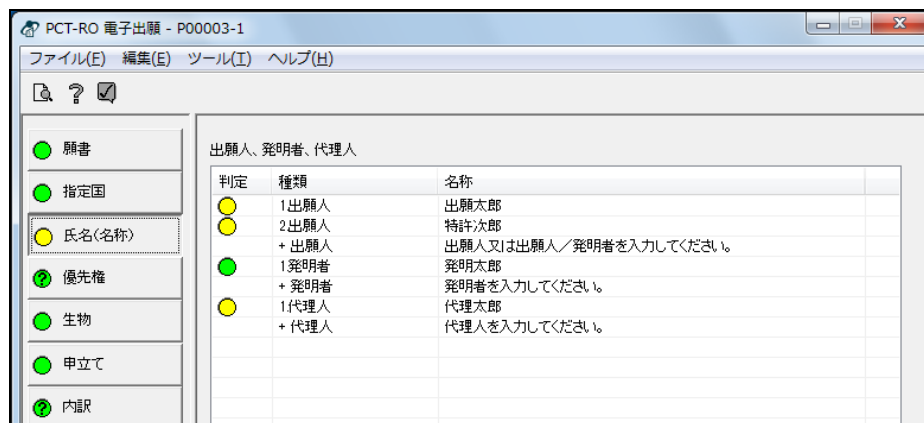 PCT-RO 電子出願 - P00003-1
ファイル(F) 編集(E) ツール(T) ヘルプ(H)
願書
指定国
氏名(名称)
優先権
生物
申立て
内訳
出願人、発明者、代理人
判定 種類 名称
1出願人 出願太郎
2出願人 特許次郎
+ 出願人 出願人又は出願人／発明者を入力してください。
1発明者 発明太郎
+ 発明者 発明者を入力してください。
1代理人 代理太郎
+ 代理人 代理人を入力してください。